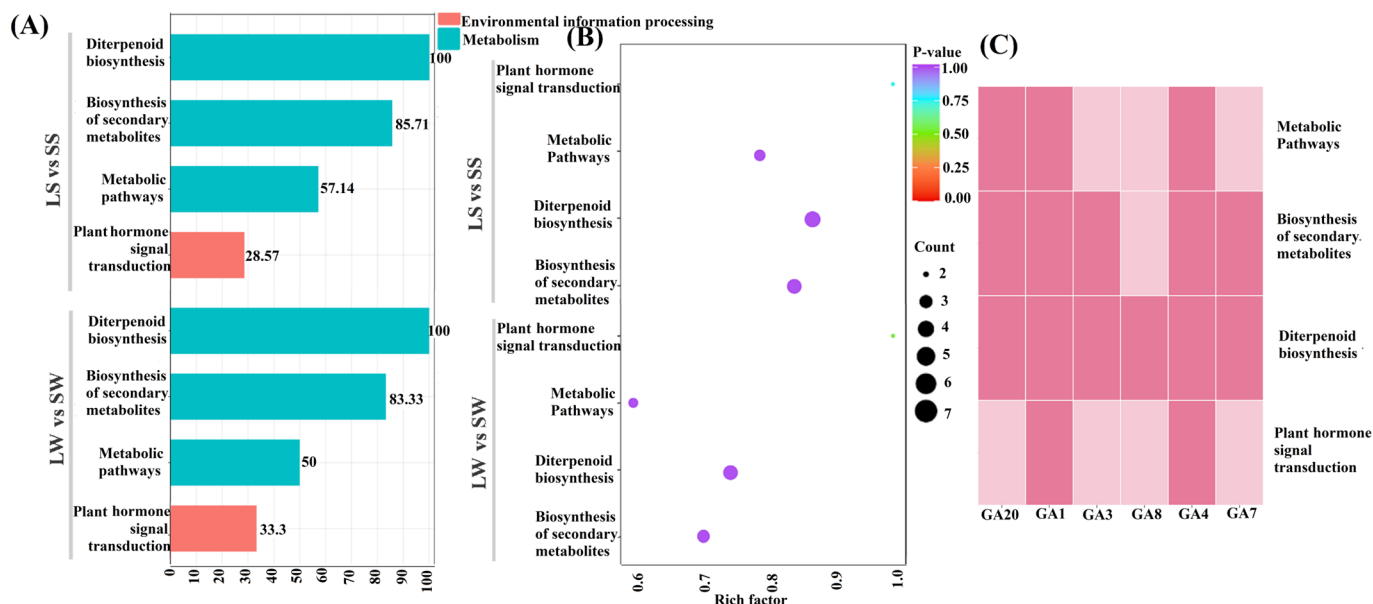 (A)
Environmental information processing
Metabolism
LS vs SS
Diterpenoid
biosynthesis
100
Biosynthesis
of secondary
metabolites
85.71
Metabolic
pathways
57.14
Plant hormone
signal
transduction
28.57
LW vs SW
Diterpenoid
biosynthesis
100
Biosynthesis
of secondary
metabolites
83.33
Metabolic
pathways
50
Plant hormone
signal
transduction
33.3
0 10 20 30 40 50 60 70 80 90 100
(B)
LS vs SS
Plant hormone
signal transduction
Metabolic
Pathways
Diterpenoid
biosynthesis
Biosynthesis
of secondary
metabolites
LW vs SW
Plant hormone
signal transduction
Metabolic
Pathways
Diterpenoid
biosynthesis
Biosynthesis
of secondary
metabolites
0.6 0.7 0.8 0.9 1.0
Rich factor
P-value
1.00
0.75
0.50
0.25
0.00
Count
2
3
4
5
6
7
(C)
Metabolic
Pathways
Biosynthesis
of secondary.
metabolites
Diterpenoid
biosynthesis
Plant hormone
signal
transduction
GA20 GA1 GA3 GA8 GA4 GA7